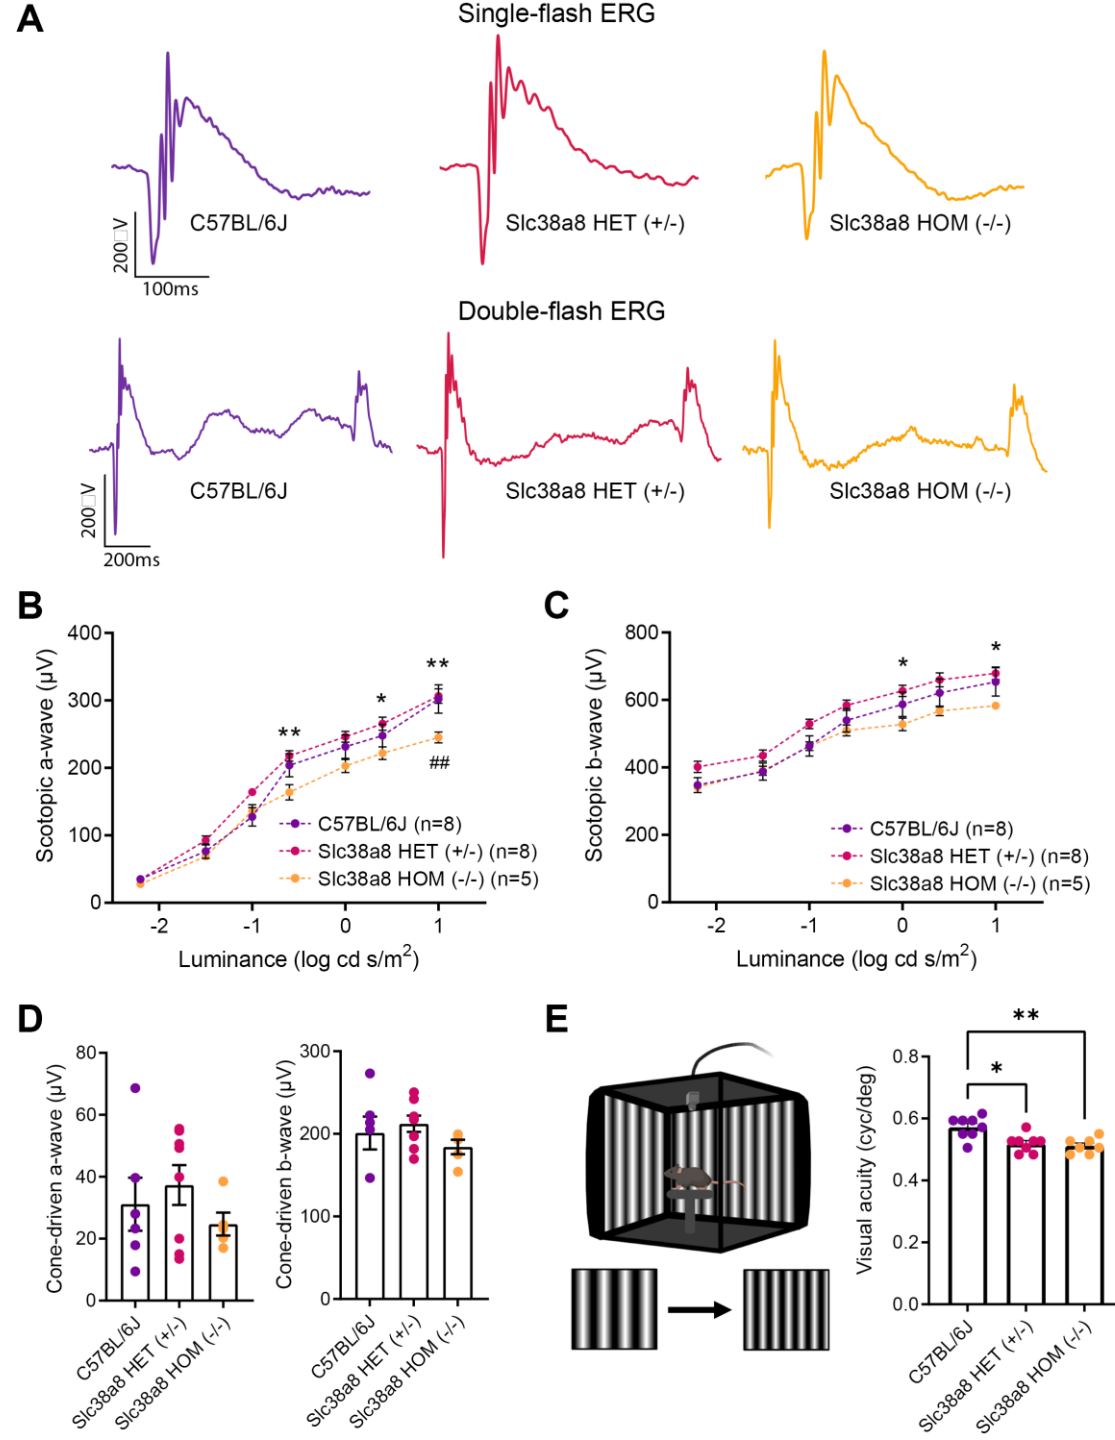 A
Single-flash ERG
C57BL/6J
Slc38a8 HET (+/-)
Slc38a8 HOM (-/-)
200□V
100ms
Double-flash ERG
C57BL/6J
Slc38a8 HET (+/-)
Slc38a8 HOM (-/-)
200□V
200ms
B
Scotopic a-wave (µV)
400
300
200
100
0
-2
-1
0
1
Luminance (log cd s/m²)
**
*
**
##
C57BL/6J (n=8)
Slc38a8 HET (+/-) (n=8)
Slc38a8 HOM (-/-) (n=5)
C
Scotopic b-wave (µV)
800
600
400
200
0
-2
-1
0
1
Luminance (log cd s/m²)
*
*
C57BL/6J (n=8)
Slc38a8 HET (+/-) (n=8)
Slc38a8 HOM (-/-) (n=5)
D
Cone-driven a-wave (µV)
80
60
40
20
0
C57BL/6J
Slc38a8 HET (+/-)
Slc38a8 HOM (-/-)
Cone-driven b-wave (µV)
300
200
100
0
C57BL/6J
Slc38a8 HET (+/-)
Slc38a8 HOM (-/-)
E
Visual acuity (cyc/deg)
0.8
0.6
0.4
0.2
0.0
**
*
C57BL/6J
Slc38a8 HET (+/-)
Slc38a8 HOM (-/-)